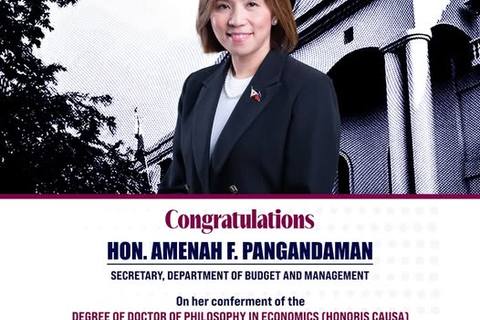 Congratulations
HON. AMENAH F. PANGANDAMAN
SECRETARY, DEPARTMENT OF BUDGET AND MANAGEMENT
On her conferment of the
DEGREE OF DOCTOR OF PHILOSOPHY IN ECONOMICS (HONORIS CAUSA)